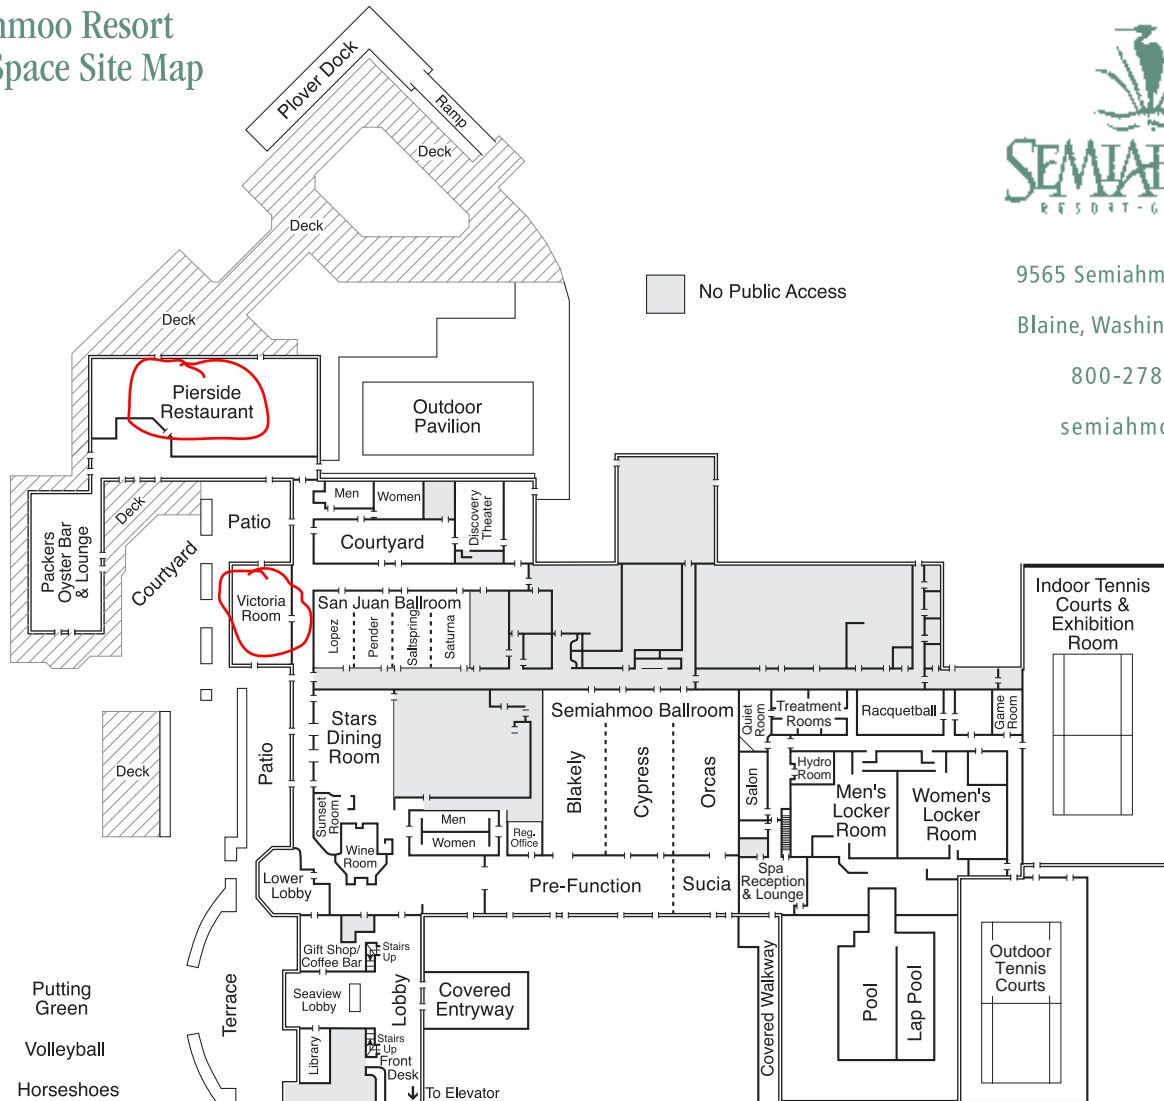 hmoo Resort
Space Site Map
Plover Dock
Ramp
Deck
Deck
Deck
SEMIAH
RESORT-G
9565 Semiahm
Blaine, Washin
800-278
semiahmo
No Public Access
Pierside
Restaurant
Outdoor
Pavilion
Packers
Oyster Bar
& Lounge
Deck
Courtyard
Patio
Men
Women
Discovery
Theater
Courtyard
Victoria
Room
San Juan Ballroom
Lopez
Pender
Saltspring
Saturna
Indoor Tennis
Courts &
Exhibition
Room
Stars
Dining
Room
Semiahmoo Ballroom
Blakely
Cypress
Orcas
Quiet
Room
Treatment
Rooms
Racquetball
Game
Room
Deck
Patio
Salon
Hydro
Room
Men's
Locker
Room
Women's
Locker
Room
Sunset
Room
Wine
Room
Men
Women
Reg.
Office
Lower
Lobby
Pre-Function
Sucia
Spa
Reception
& Lounge
Gift Shop/
Coffee Bar
Stairs
Up
Seaview
Lobby
Lobby
Covered
Entryway
Covered Walkway
Pool
Lap Pool
Outdoor
Tennis
Courts
Terrace
Library
Stairs
Up
Front
Desk
To Elevator
Putting
Green
Volleyball
Horseshoes